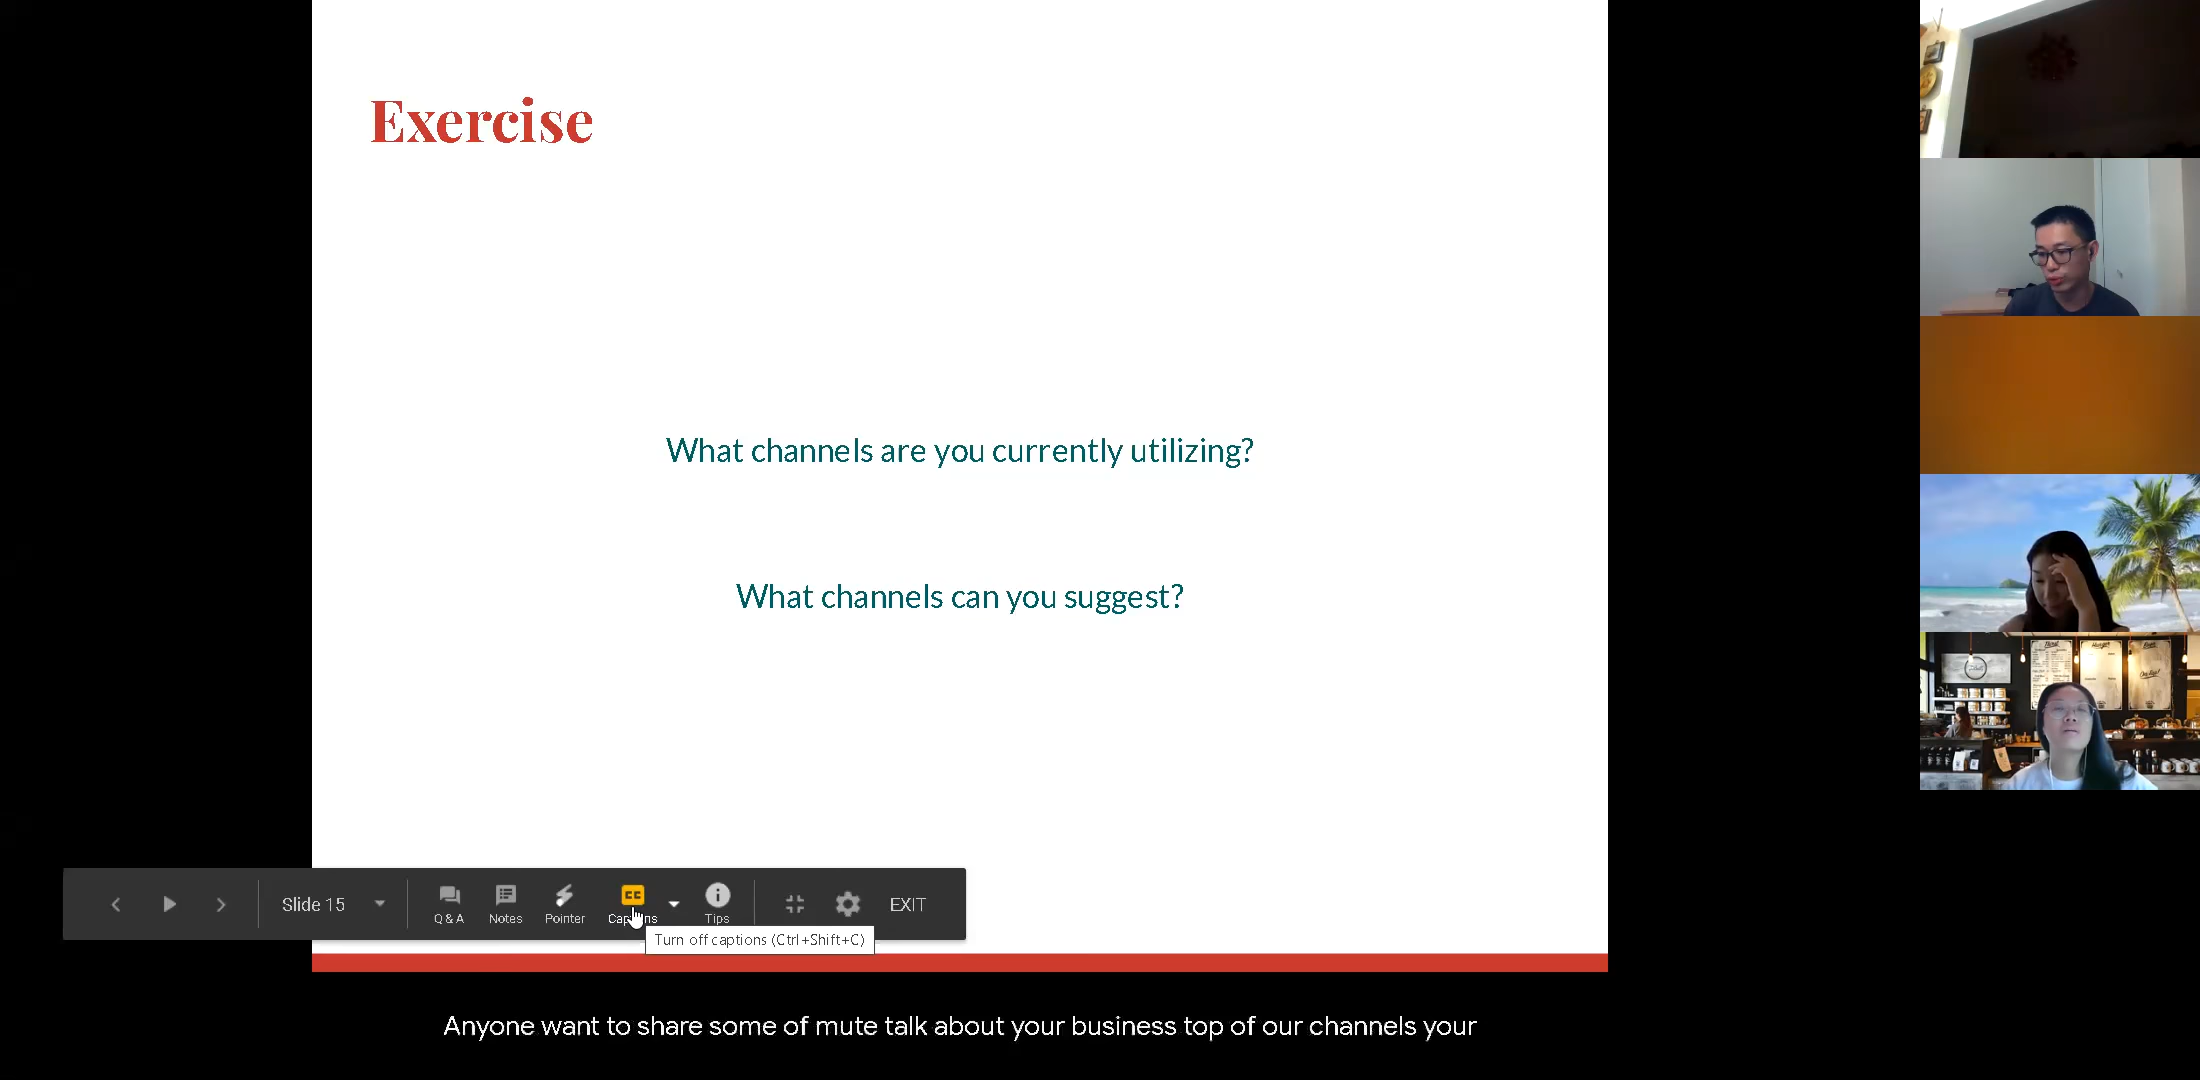 Exercise
What channels are you currently utilizing?
What channels can you suggest?
Slide 15
Q & A
Notes
Pointer
Tips
EXIT
Turn off captions (Ctrl+Shift+C)
Anyone want to share some of mute talk about your business top of our channels your